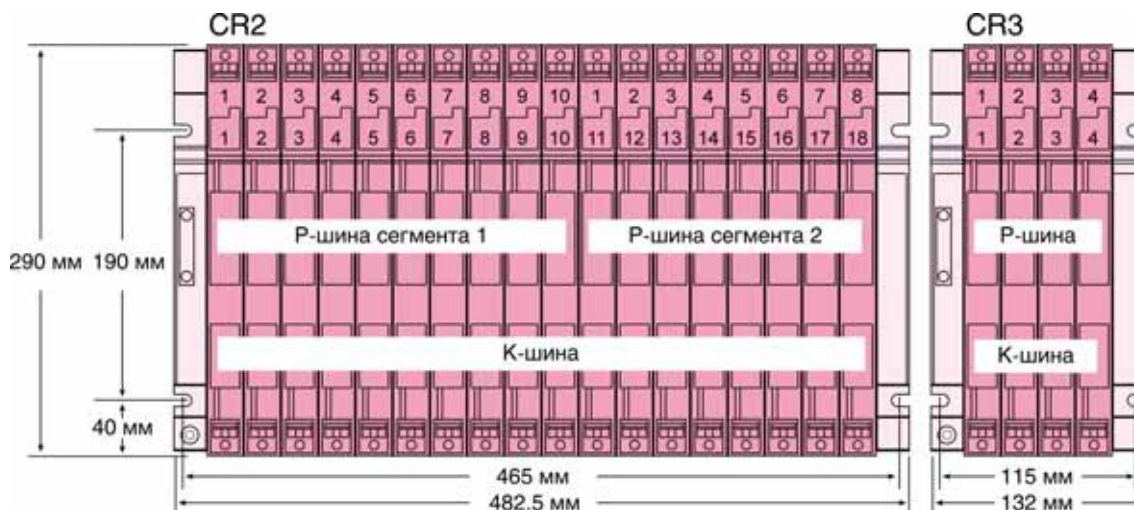 CR2 CR3
1 2 3 4 5 6 7 8 9 10 1 2 3 4 5 6 7 8 1 2 3 4
1 2 3 4 5 6 7 8 9 10 11 12 13 14 15 16 17 18 1 2 3 4
Р-шина сегмента 1 Р-шина сегмента 2 Р-шина
290 мм 190 мм
К-шина К-шина
40 мм
465 мм 115 мм
482.5 мм 132 мм